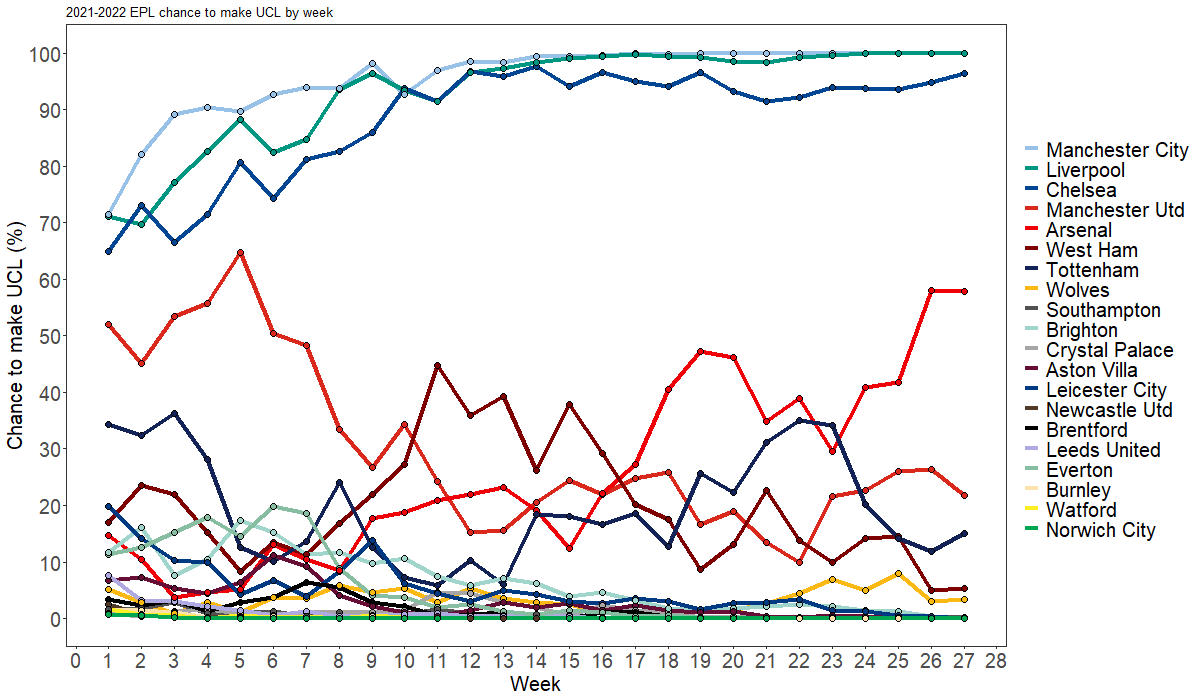 2021-2022 EPL chance to make UCL by week
Chance to make UCL (%)
100
90
80
70
60
50
40
30
20
10
0
0 1 2 3 4 5 6 7 8 9 10 11 12 13 14 15 16 17 18 19 20 21 22 23 24 25 26 27 28
Week
Manchester City
Liverpool
Chelsea
Manchester Utd
Arsenal
West Ham
Tottenham
Wolves
Southampton
Brighton
Crystal Palace
Aston Villa
Leicester City
Newcastle Utd
Brentford
Leeds United
Everton
Burnley
Watford
Norwich City